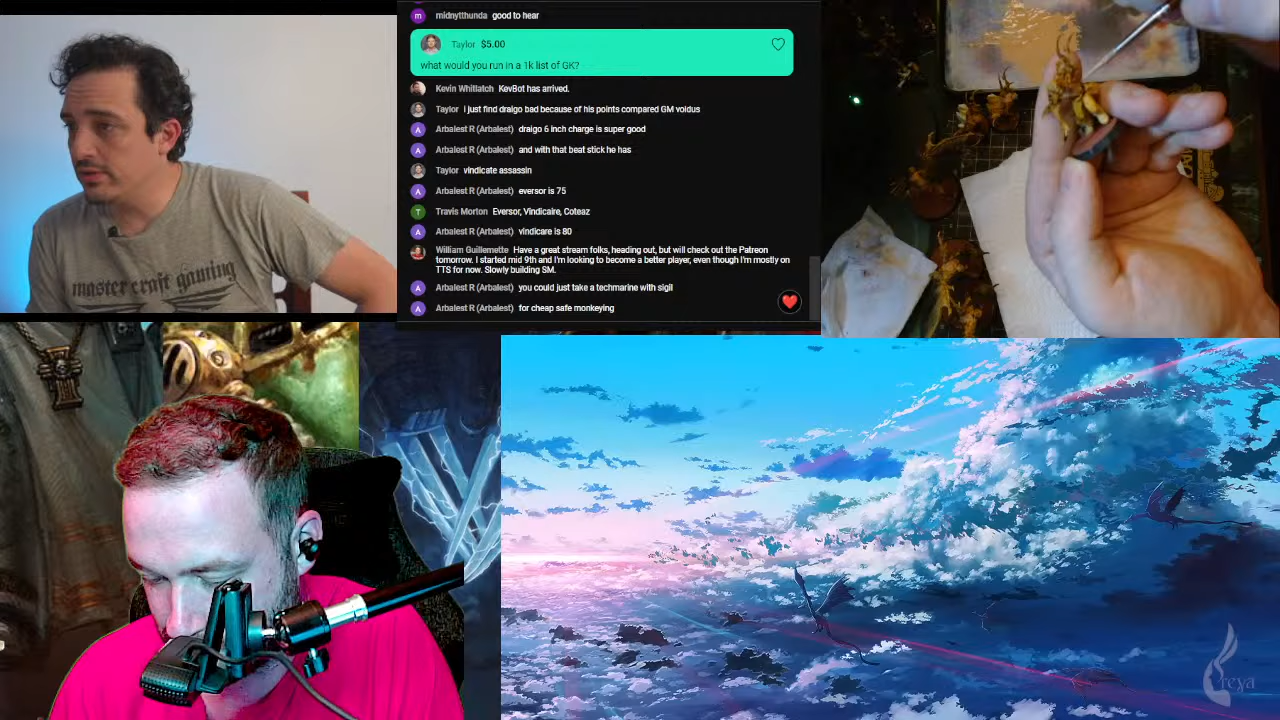 m midnytthunda good to hear
Taylor $5.00
what would you run in a 1k list of GK?
Kevin Whitlatch KevBot has arrived.
Taylor i just find draigo bad because of his points compared GM voldus
A Arbalest R (Arbalest) draigo 6 inch charge is super good
A Arbalest R (Arbalest) and with that beat stick he has
Taylor vindicate assassin
A Arbalest R (Arbalest) eversor is 75
T Travis Morton Eversor, Vindicaire, Coteaz
A Arbalest R (Arbalest) vindicare is 80
William Guillemette Have a great stream folks, heading out, but will check out the Patreon
tomorrow. I started mid 9th and I'm looking to become a better player, even though I'm mostly on
TTS for now. Slowly building SM.
A Arbalest R (Arbalest) you could just take a techmarine with sigil
A Arbalest R (Arbalest) for cheap safe monkeying
master craft gaming